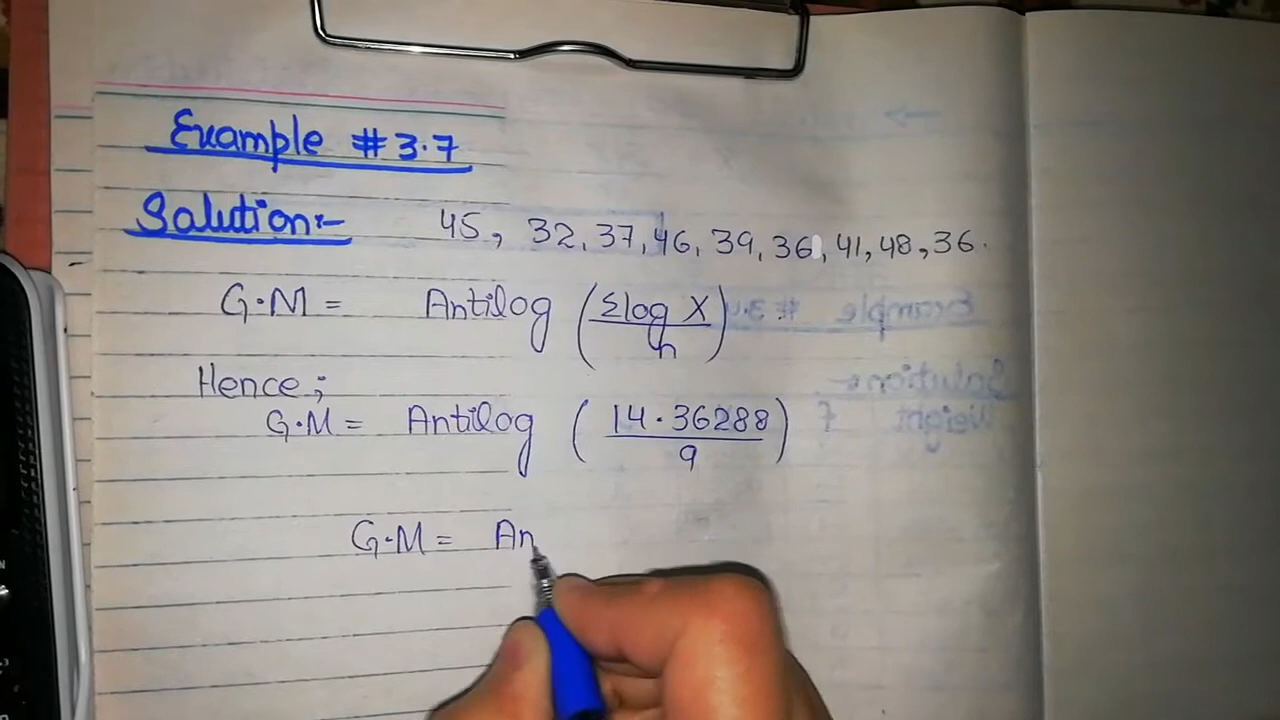 Example # 3.7
Solution:- 45, 32, 37, 46, 39, 36, 41, 48, 36.
G.M = Antilog (Σlog X / n)
Hence;
G.M = Antilog (14.36288 / 9)
G.M = An